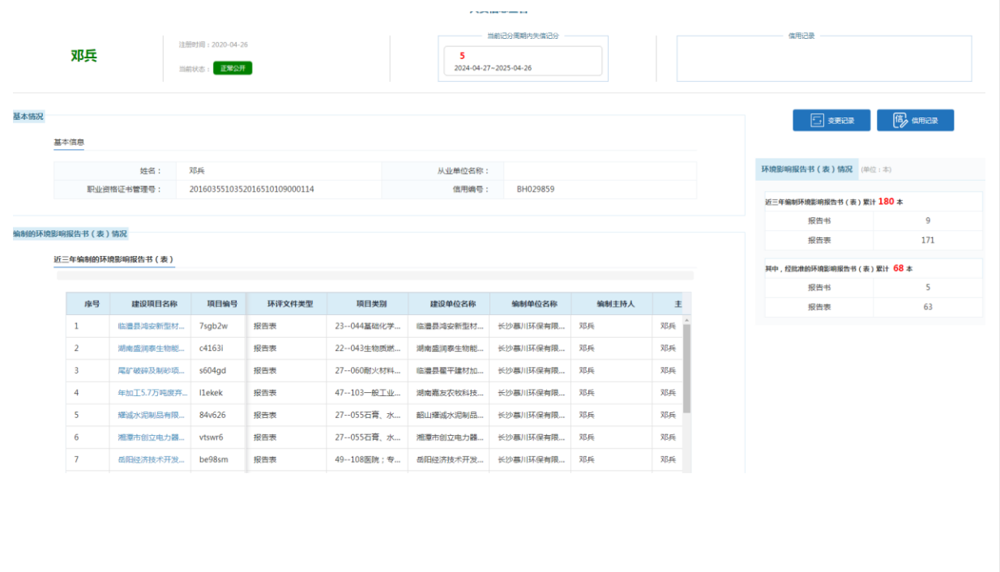 邓兵
注册时间：2020-04-26
当前状态：正常公开
当前记分周期内失信记分
5
2024-04-27~2025-04-26
信用记录
基本情况
变更记录 信用记录
基本信息
姓名： 邓兵 从业单位名称：
职业资格证书管理号： 2016035510352016510109000114 信用编号： BH029859
环境影响报告书（表）情况 (单位：本)
近三年编制环境影响报告书（表）累计 180 本
报告书 9
报告表 171
其中，经批准的环境影响报告书（表）累计 68 本
报告书 5
报告表 63
编制的环境影响报告书（表）情况
近三年编制的环境影响报告书（表）
序号 建设项目名称 项目编号 环评文件类型 项目类别 建设单位名称 编制单位名称 编制主持人 主
1 临澧县鸿安新型材... 7sgb2w 报告表 23--044基础化学... 临澧县鸿安新型材... 长沙慕川环保有限... 邓兵 邓兵
2 湖南盛润泰生物能... c4163l 报告表 22--043生物质燃... 湖南盛润泰生物能... 长沙慕川环保有限... 邓兵 邓兵
3 尾矿破碎及制砂项... s604gd 报告表 27--060耐火材料... 临澧县翟平建材加... 长沙慕川环保有限... 邓兵 邓兵
4 年加工5.7万吨废弃... l1ekek 报告表 47--103一般工业... 湖南嘉友农牧科技... 长沙慕川环保有限... 邓兵 邓兵
5 耀诚水泥制品有限... 84v626 报告表 27--055石膏、水... 韶山耀诚水泥制品... 长沙慕川环保有限... 邓兵 邓兵
6 湘潭市创立电力器... vtswr6 报告表 27--055石膏、水... 湘潭市创立电力器... 长沙慕川环保有限... 邓兵 邓兵
7 岳阳经济技术开发... be98sm 报告表 49--108医院；专... 岳阳经济技术开发... 长沙慕川环保有限... 邓兵 邓兵